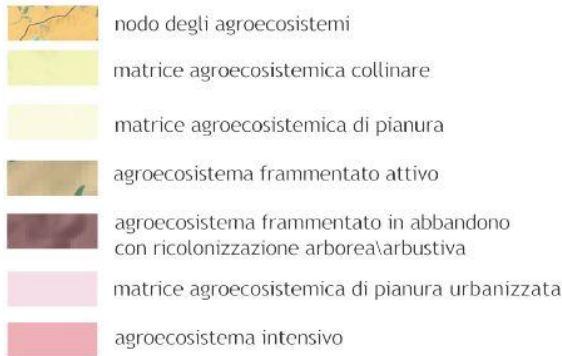 nodo degli agroecosistemi
matrice agroecosistemica collinare
matrice agroecosistemica di pianura
agroecosistema frammentato attivo
agroecosistema frammentato in abbandono
con ricolonizzazione arborea\arbustiva
matrice agroecosistemica di pianura urbanizzata
agroecosistema intensivo